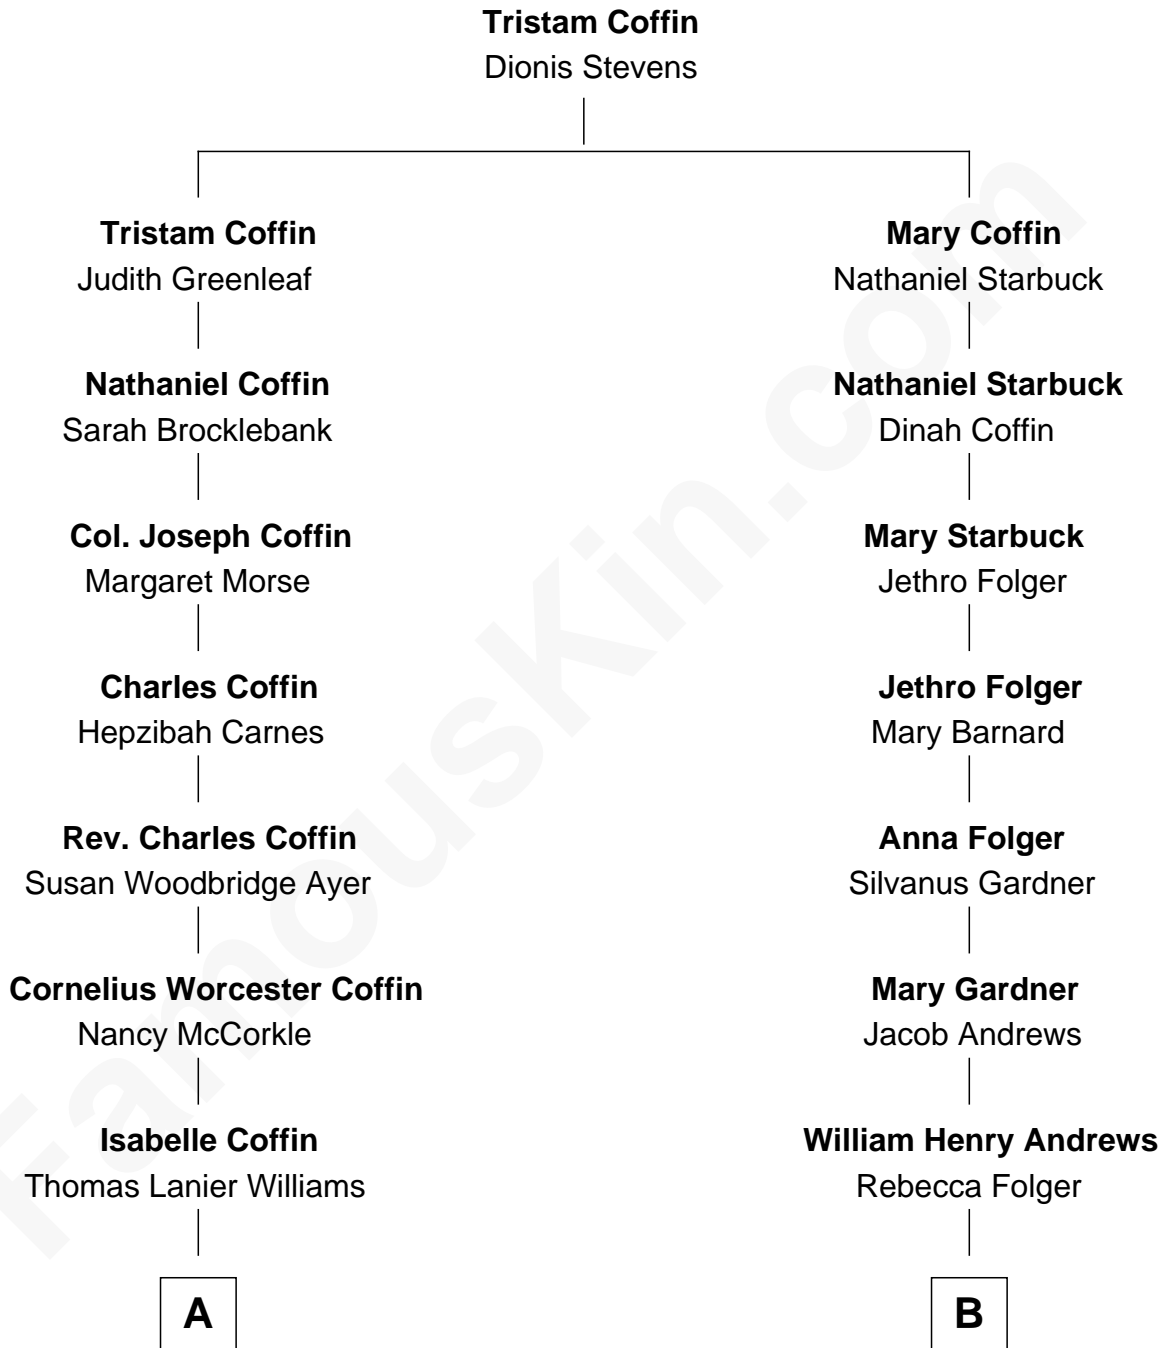 Tristam Coffin
Dionis Stevens
Tristam Coffin
Judith Greenleaf
Mary Coffin
Nathaniel Starbuck
Nathaniel Coffin
Sarah Brocklebank
Nathaniel Starbuck
Dinah Coffin
Col. Joseph Coffin
Margaret Morse
Mary Starbuck
Jethro Folger
Charles Coffin
Hepzibah Carnes
Jethro Folger
Mary Barnard
Rev. Charles Coffin
Susan Woodbridge Ayer
Anna Folger
Silvanus Gardner
Cornelius Worcester Coffin
Nancy McCorkle
Mary Gardner
Jacob Andrews
Isabelle Coffin
Thomas Lanier Williams
William Henry Andrews
Rebecca Folger
A
B
FamousKin.com